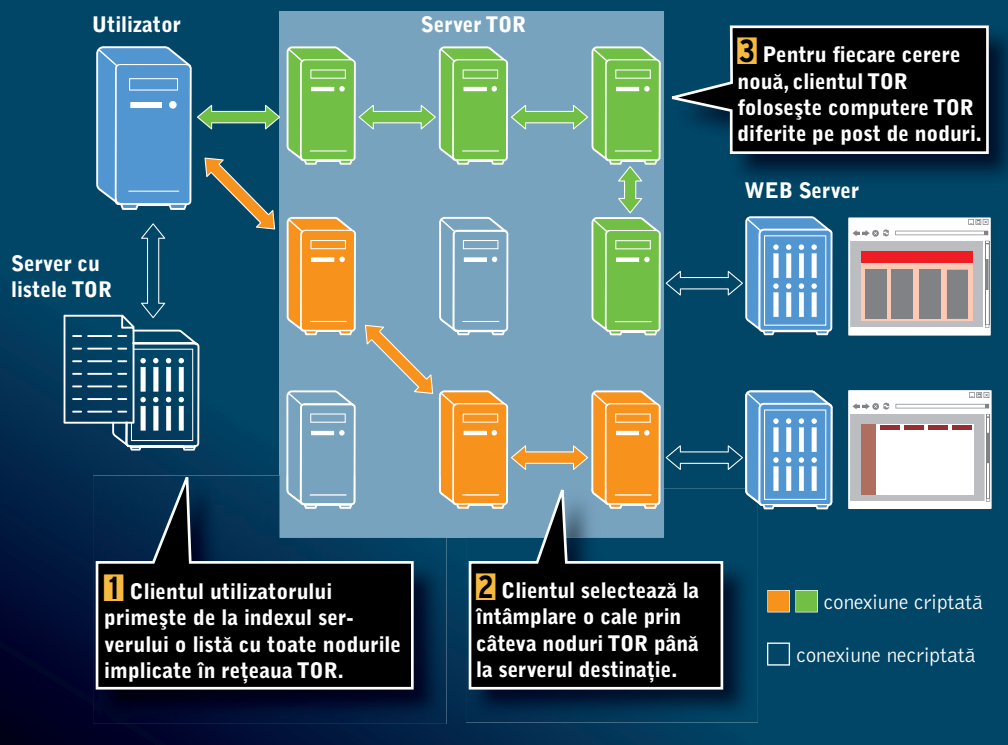 Utilizator
Server TOR
3 Pentru fiecare cerere
nouă, clientul TOR
foloseşte computere TOR
diferite pe post de noduri.
WEB Server
Server cu
listele TOR
1 Clientul utilizatorului
primeşte de la indexul ser-
verului o listă cu toate nodurile
implicate în reţeaua TOR.
2 Clientul selectează la
întâmplare o cale prin
câteva noduri TOR până
la serverul destinaţie.
conexiune criptată
conexiune necriptată